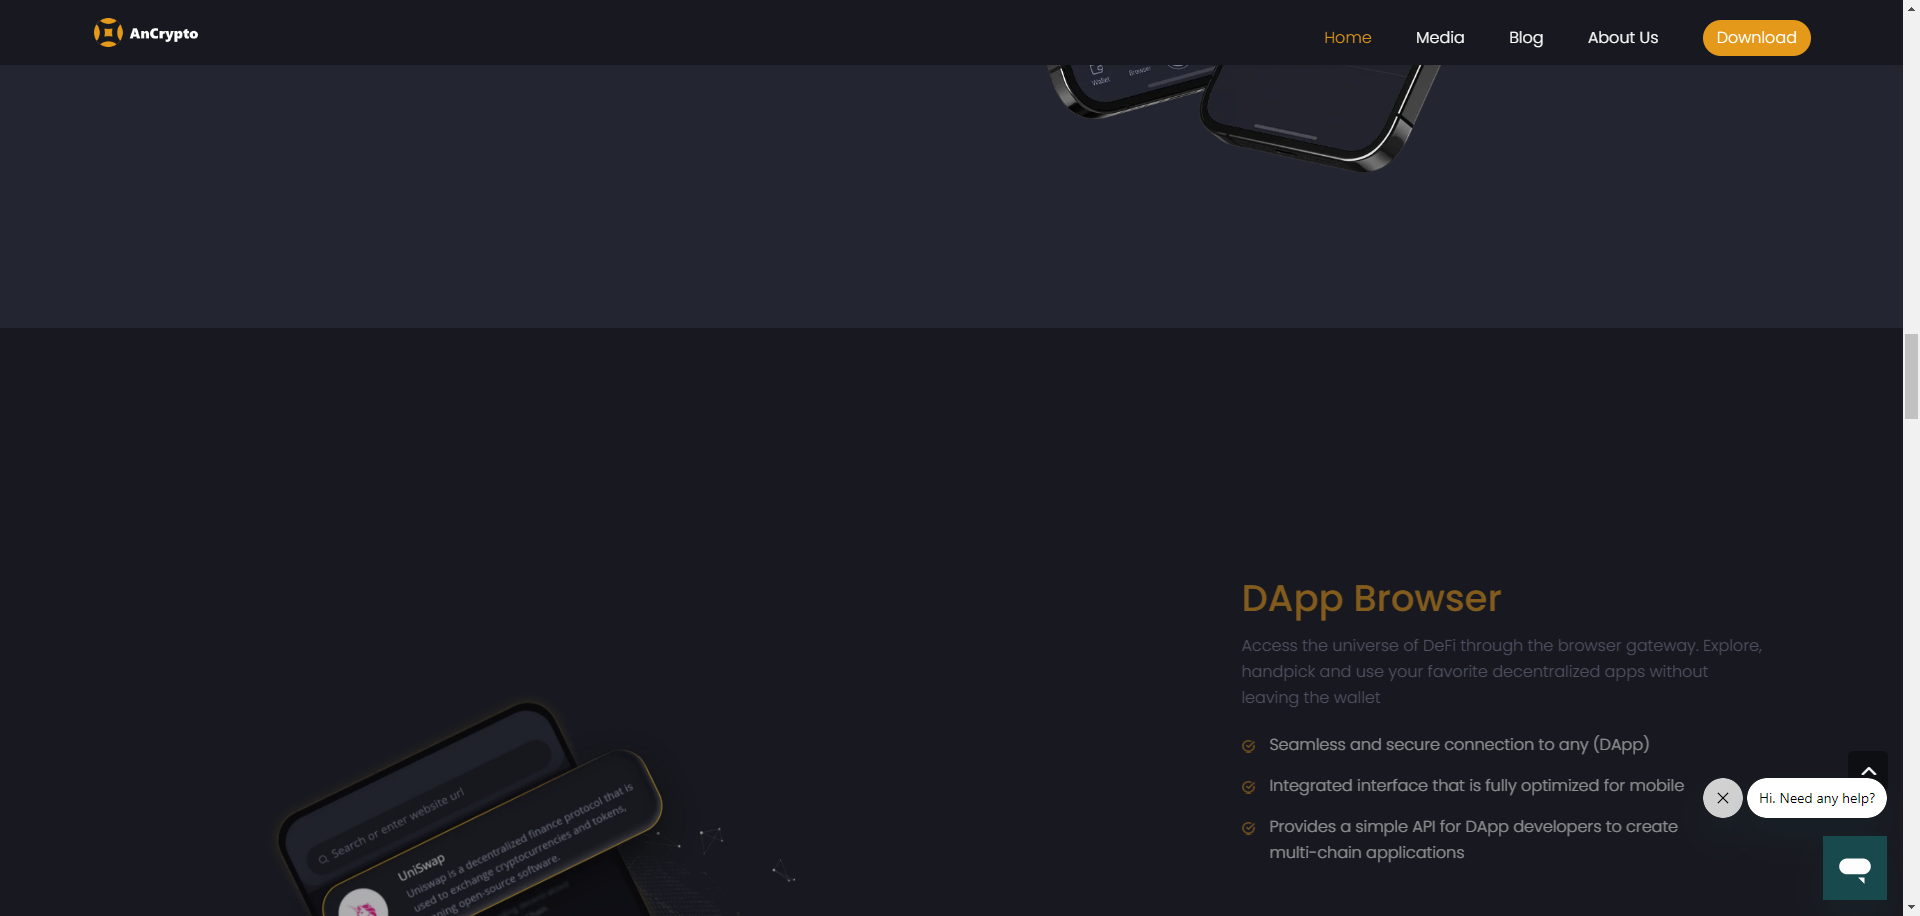 AnCrypto
Home
Media
Blog
About Us
Download
Wallet
Browser
DApp Browser
Access the universe of DeFi through the browser gateway. Explore,
handpick and use your favorite decentralized apps without
leaving the wallet
Seamless and secure connection to any (DApp)
Integrated interface that is fully optimized for mobile
Provides a simple API for DApp developers to create
multi-chain applications
Search or enter website url
UniSwap
Uniswap is a decentralized finance protocol that is
used to exchange cryptocurrencies and tokens,
open-source software.
Hi. Need any help?